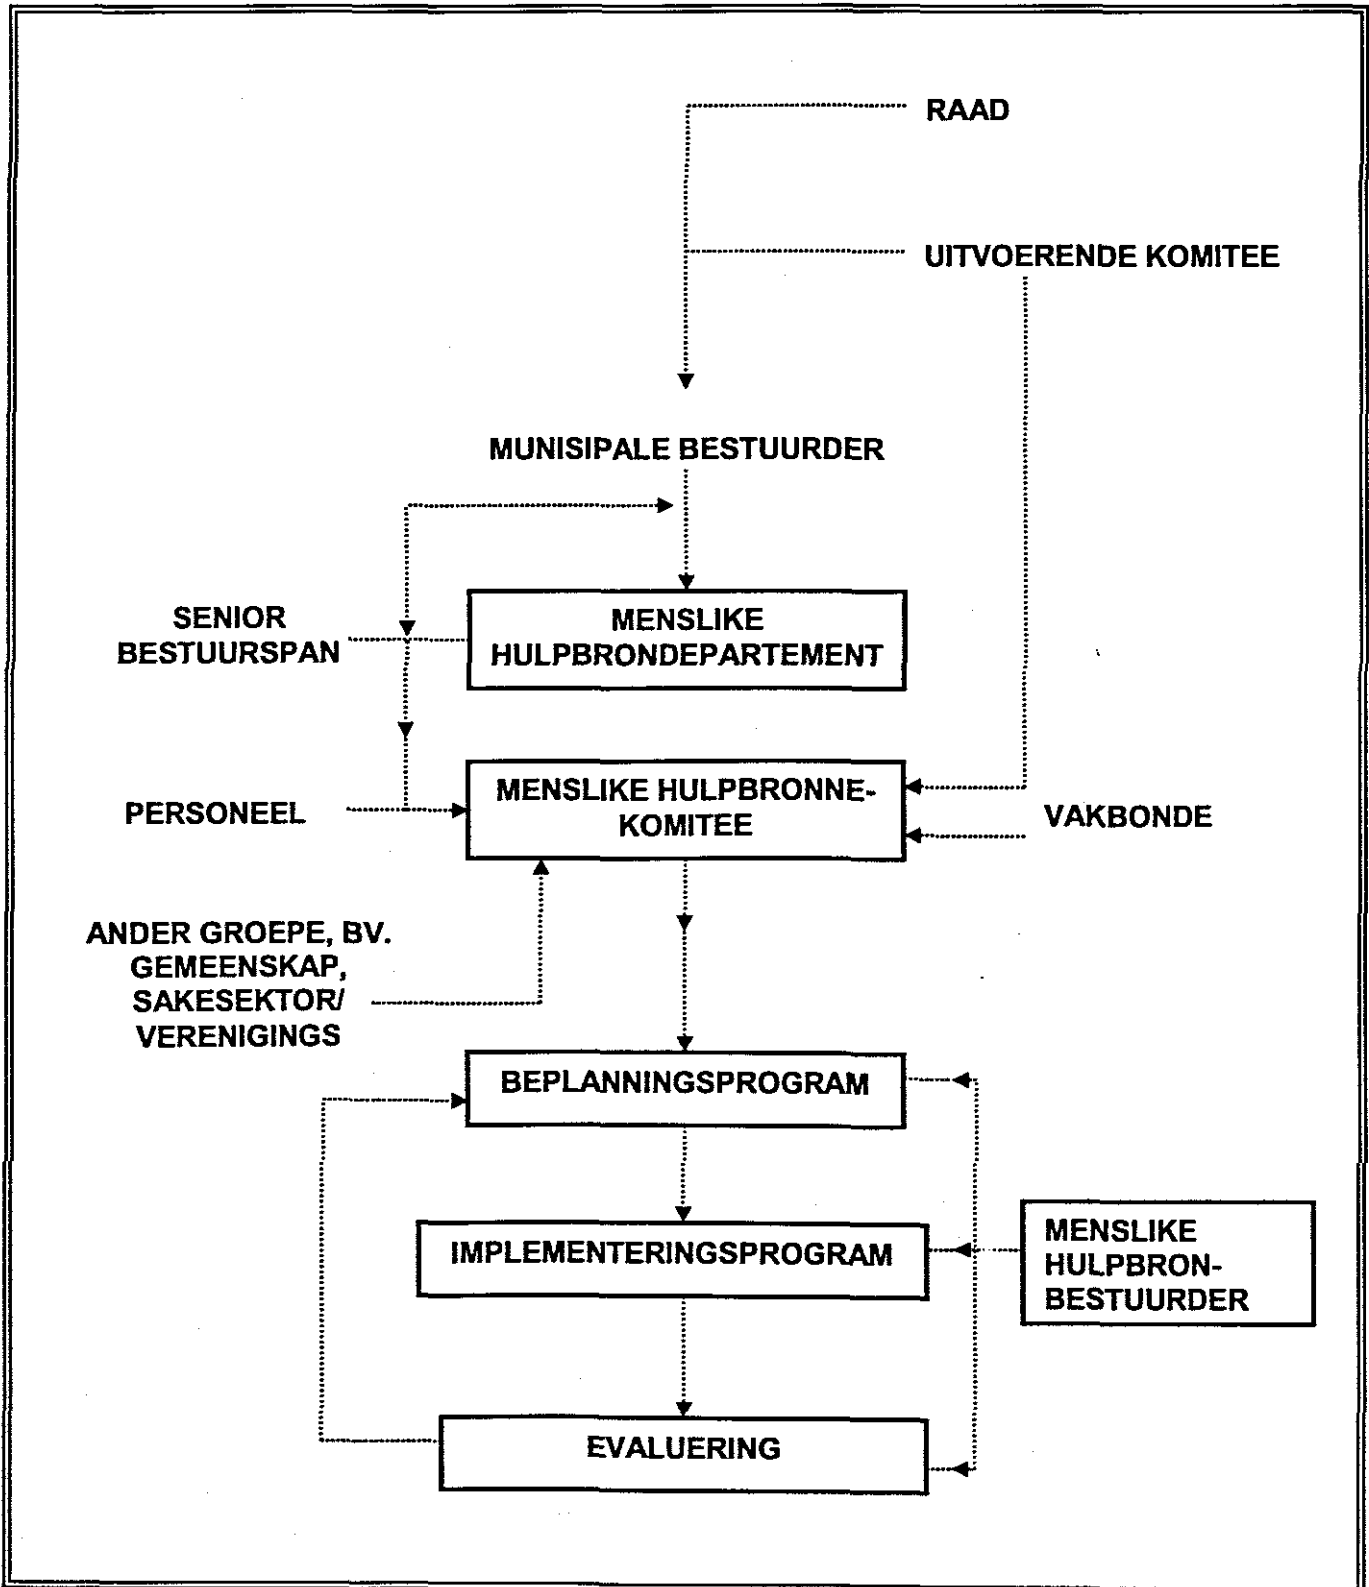 RAAD
UITVOERENDE KOMITEE
MUNISIPALE BESTUURDER
SENIOR
BESTUURSPAN
MENSLIKE
HULPBRONDEPARTEMENT
PERSONEEL
MENSLIKE HULPBRONNE-
KOMITEE
VAKBONDE
ANDER GROEPE, BV.
GEMEENSKAP,
SAKESEKTOR/
VERENIGINGS
BEPLANNINGSPROGRAM
IMPLEMENTERINGSPROGRAM
MENSLIKE
HULPBRON-
BESTUURDER
EVALUERING